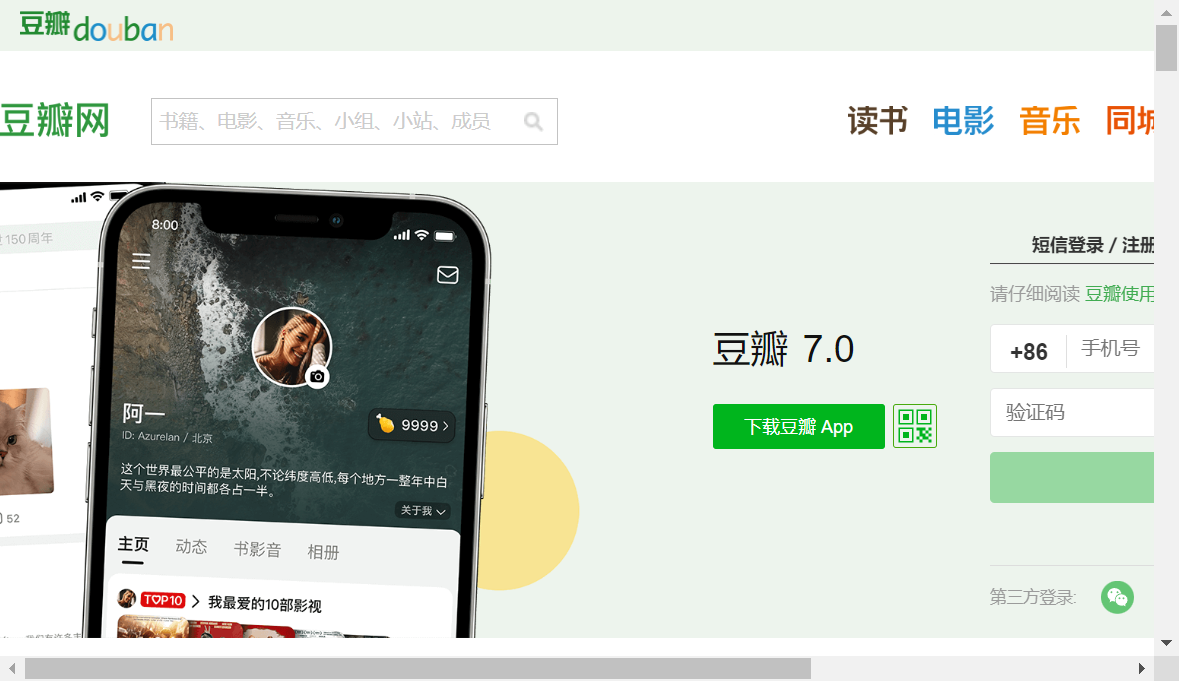 豆瓣douban
豆瓣网
书籍、电影、音乐、小组、小站、成员
读书 电影 音乐 同城
150周年
8:00
阿一
ID: Azurelan / 北京
9999 >
这个世界最公平的是太阳,不论纬度高低,每个地方一整年中白
天与黑夜的时间都各占一半。
关于我
52
主页 动态 书影音 相册
TOP10 > 我最爱的10部影视
豆瓣 7.0
下载豆瓣 App
短信登录 / 注册
请仔细阅读 豆瓣使用
+86 手机号
验证码
第三方登录: